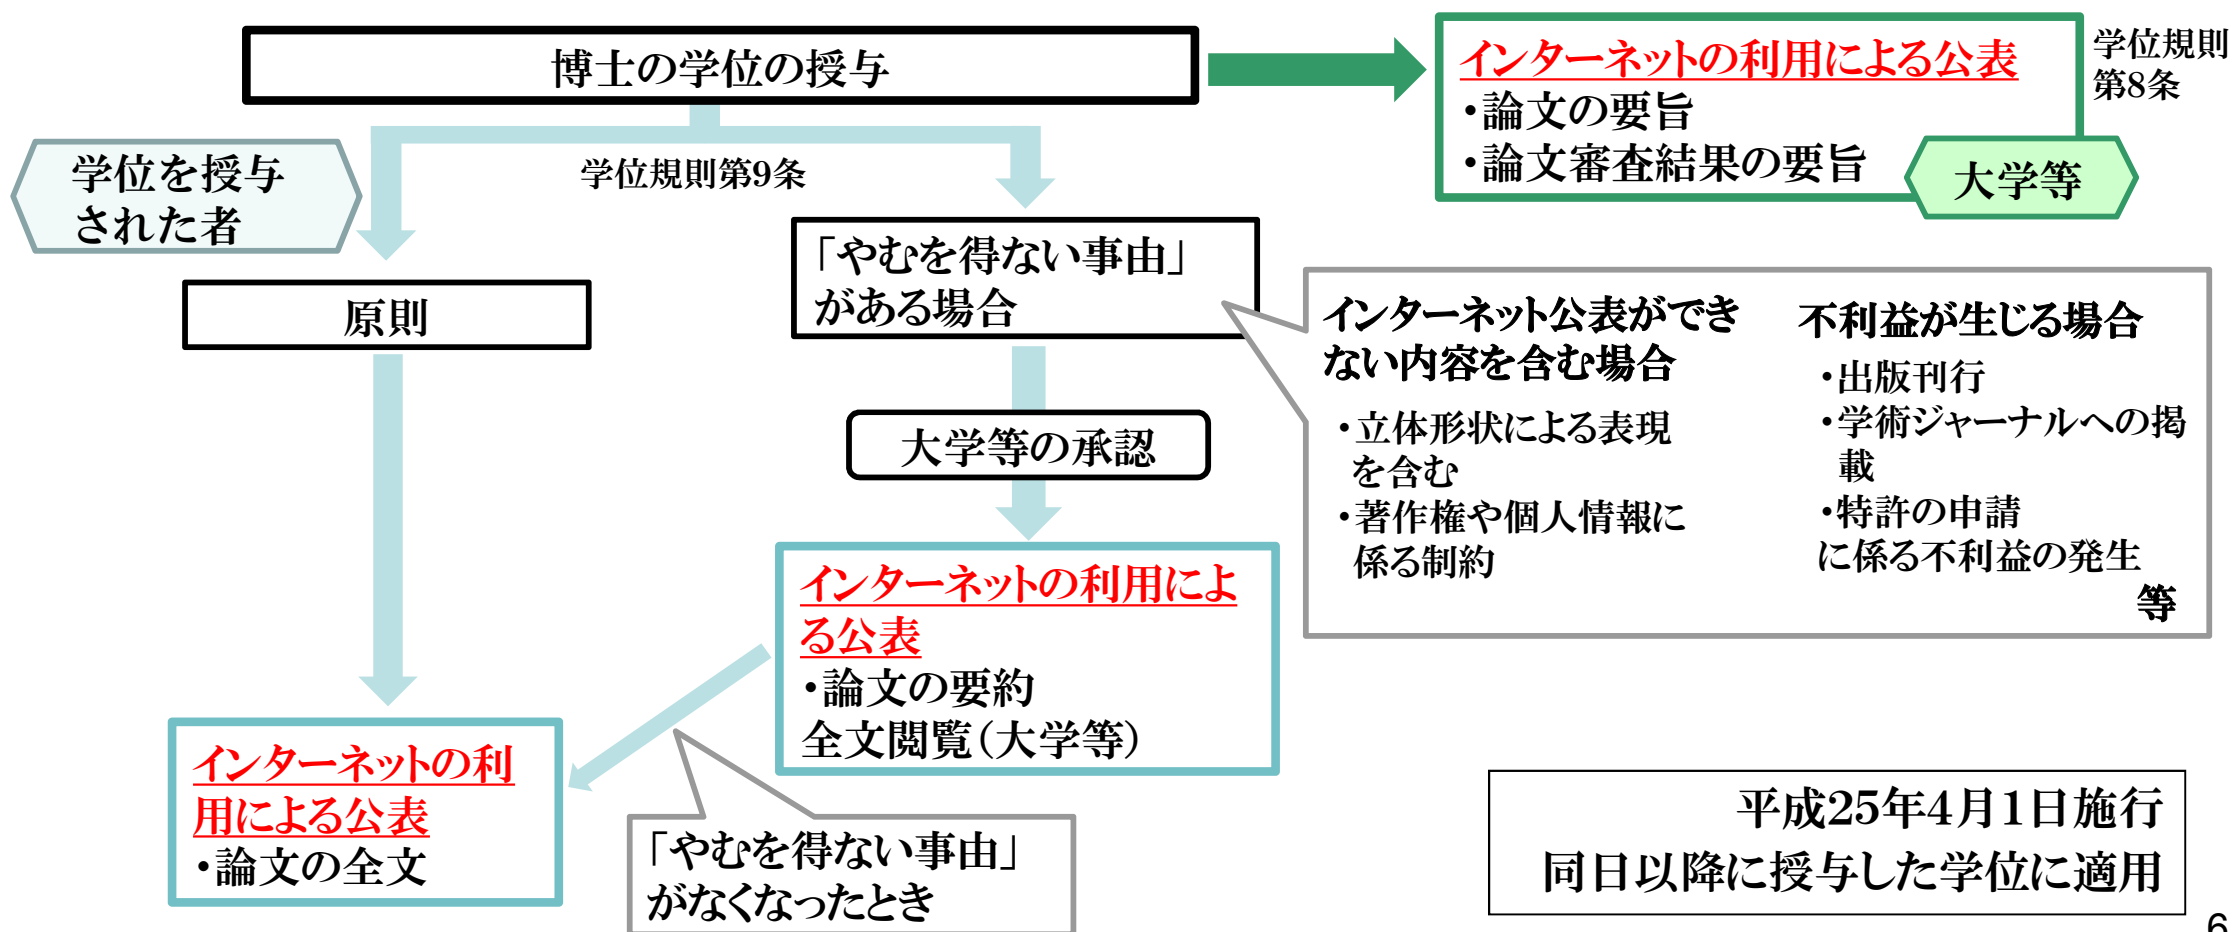 博士の学位の授与
インターネットの利用による公表
・論文の要旨
・論文審査結果の要旨
大学等
学位規則
第8条
学位を授与
された者
学位規則第9条
原則
「やむを得ない事由」
がある場合
インターネット公表ができ
ない内容を含む場合
・立体形状による表現
を含む
・著作権や個人情報に
係る制約
不利益が生じる場合
・出版刊行
・学術ジャーナルへの掲
載
・特許の申請
に係る不利益の発生
等
大学等の承認
インターネットの利用によ
る公表
・論文の要約
全文閲覧（大学等）
インターネットの利
用による公表
・論文の全文
「やむを得ない事由」
がなくなったとき
平成25年4月1日施行
同日以降に授与した学位に適用
6